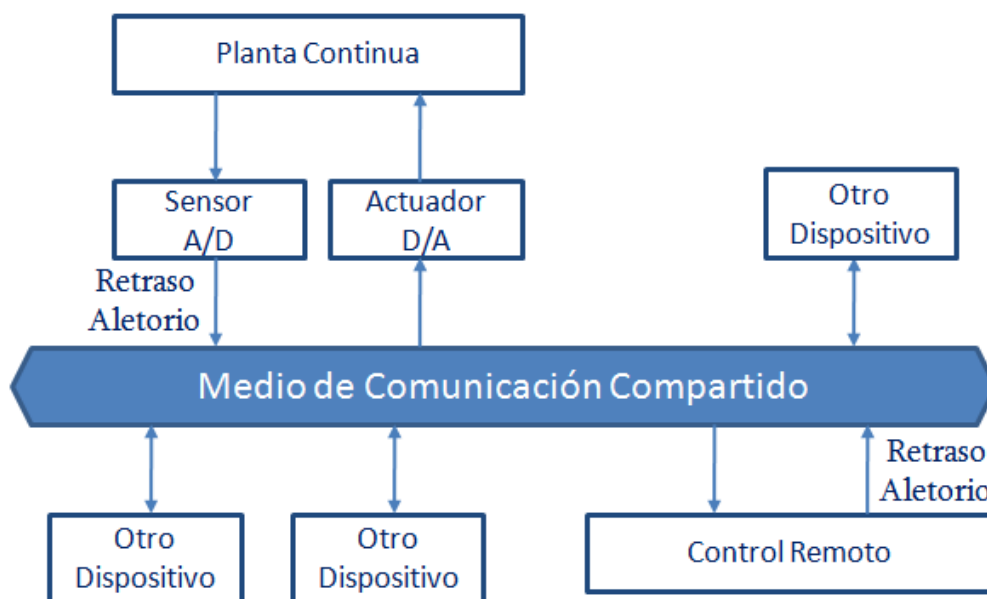 Planta Continua
Sensor
A/D
Actuador
D/A
Otro
Dispositivo
Retraso
Aletorio
Medio de Comunicación Compartido
Retraso
Aletorio
Otro
Dispositivo
Otro
Dispositivo
Control Remoto